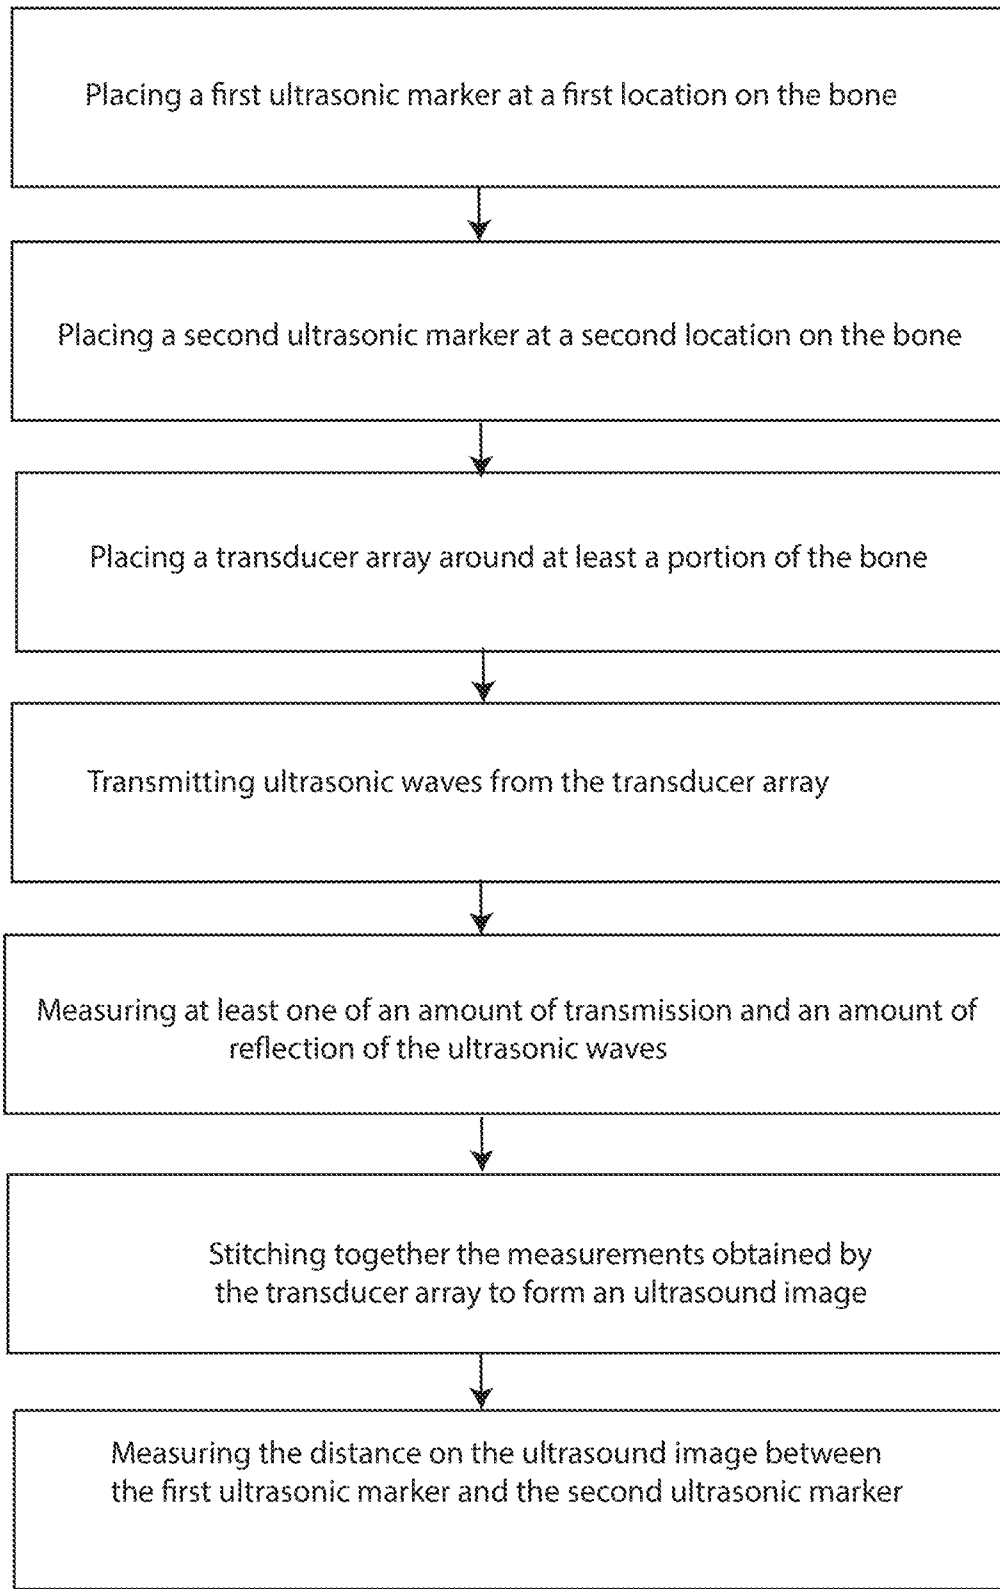 Placing a first ultrasonic marker at a first location on the bone
Placing a second ultrasonic marker at a second location on the bone
Placing a transducer array around at least a portion of the bone
Transmitting ultrasonic waves from the transducer array
Measuring at least one of an amount of transmission and an amount of
reflection of the ultrasonic waves
Stitching together the measurements obtained by
the transducer array to form an ultrasound image
Measuring the distance on the ultrasound image between
the first ultrasonic marker and the second ultrasonic marker